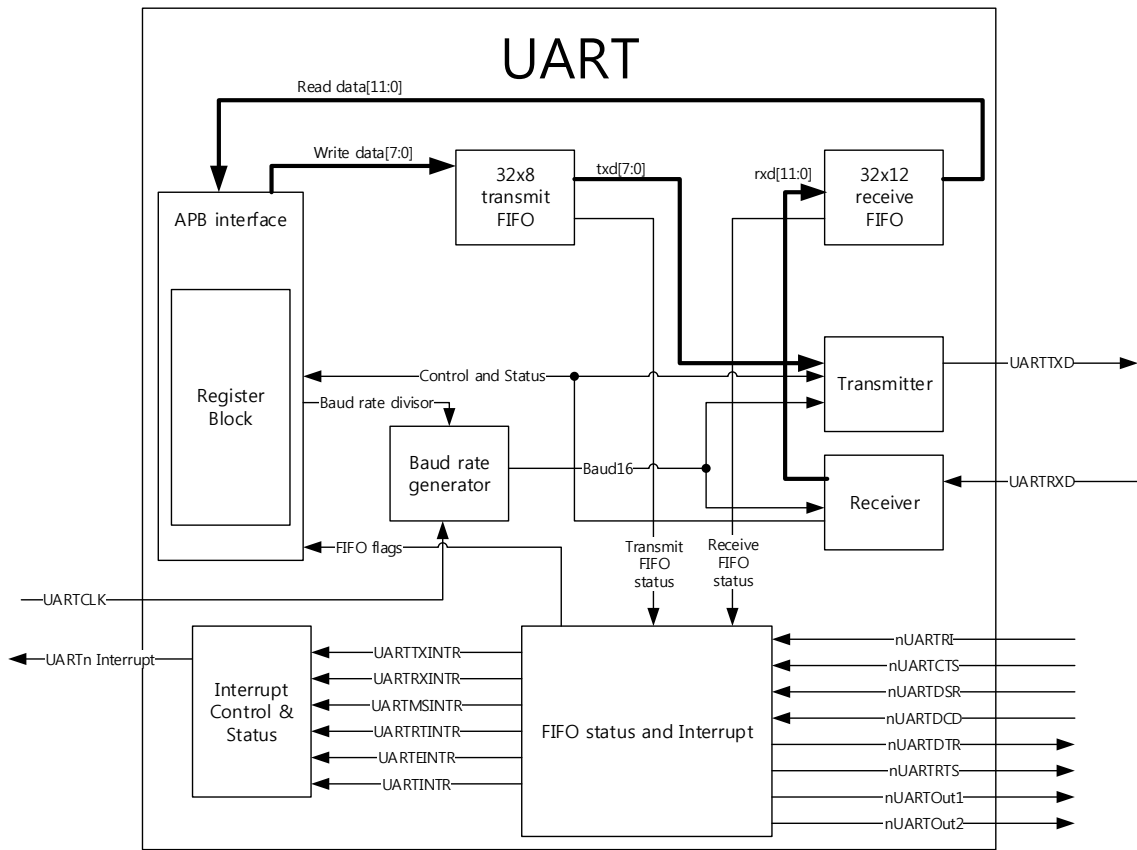 UART
Read data[11:0]
Write data[7:0]
32x8
transmit
FIFO
txd[7:0]
rxd[11:0]
32x12
receive
FIFO
APB interface
Register
Block
Control and Status
Baud rate divisor
Baud rate
generator
Baud16
Transmitter
UARTTXD
Receiver
UARTRXD
FIFO flags
Transmit
FIFO
status
Receive
FIFO
status
UARTCLK
UARTn Interrupt
Interrupt
Control &
Status
UARTTXINTR
UARTRXINTR
UARTMSINTR
UARTRTINTR
UARTEINTR
UARTINTR
FIFO status and Interrupt
nUARTRI
nUARTCTS
nUARTDSR
nUARTDCD
nUARTDTR
nUARTRTS
nUARTOut1
nUARTOut2